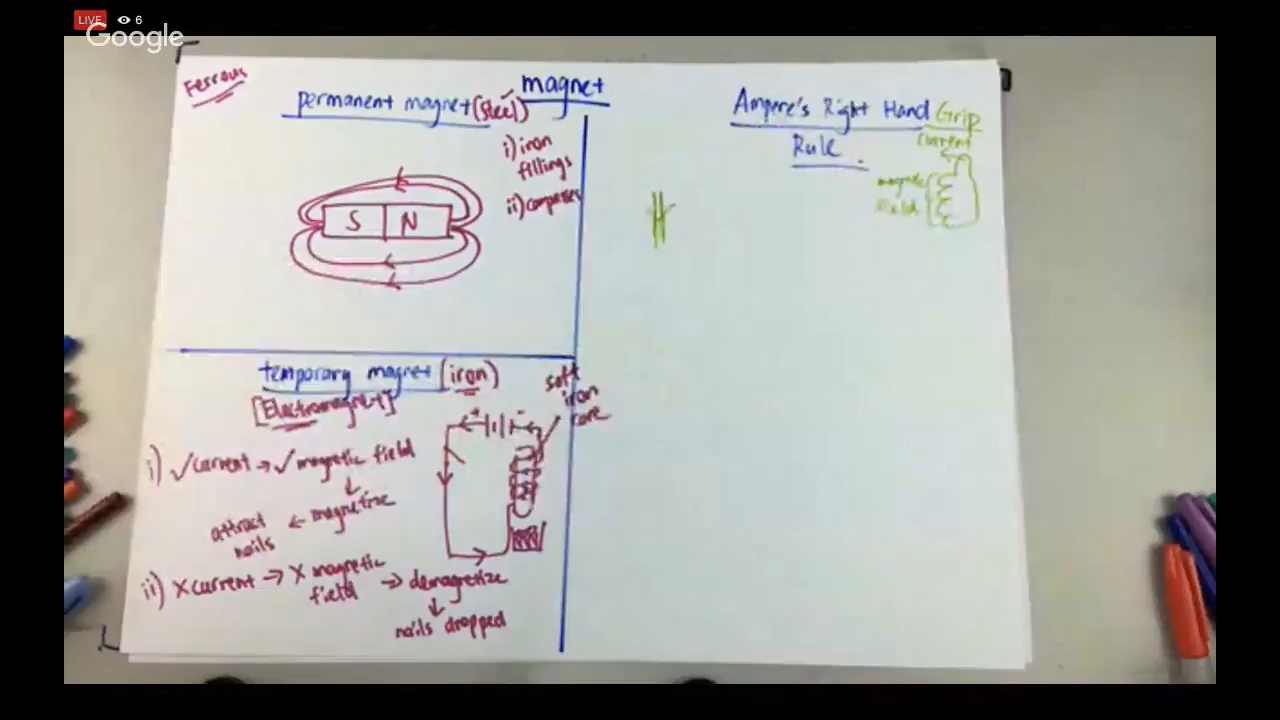 LIVE 6
Google
Ferrous
magnet
permanent magnet (steel)
i) iron
fillings
ii) compasses
S N
temporary magnet (iron)
[Electromagnet]
soft
iron
core
+ -
i) ✓current → ✓magnetic field
↓
magnetize
←
attract
nails
ii) X current → X magnetic
field → demagnetize
↓
nails dropped
Ampere's Right Hand Grip
Rule.
current
magnetic
field